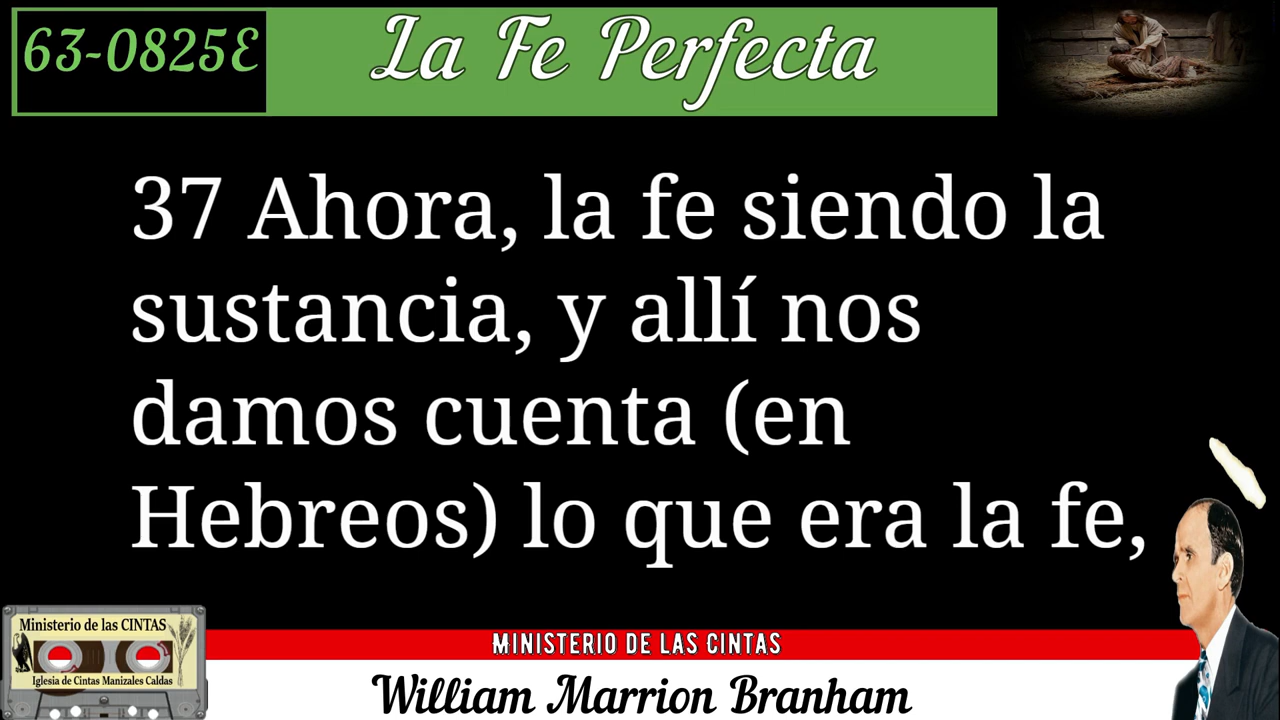 63-0825E
La Fe Perfecta
37 Ahora, la fe siendo la
sustancia, y allí nos
damos cuenta (en
Hebreos) lo que era la fe,
Ministerio de las CINTAS
Iglesia de Cintas Manizales Caldas
MINISTERIO DE LAS CINTAS
William Marrion Branham